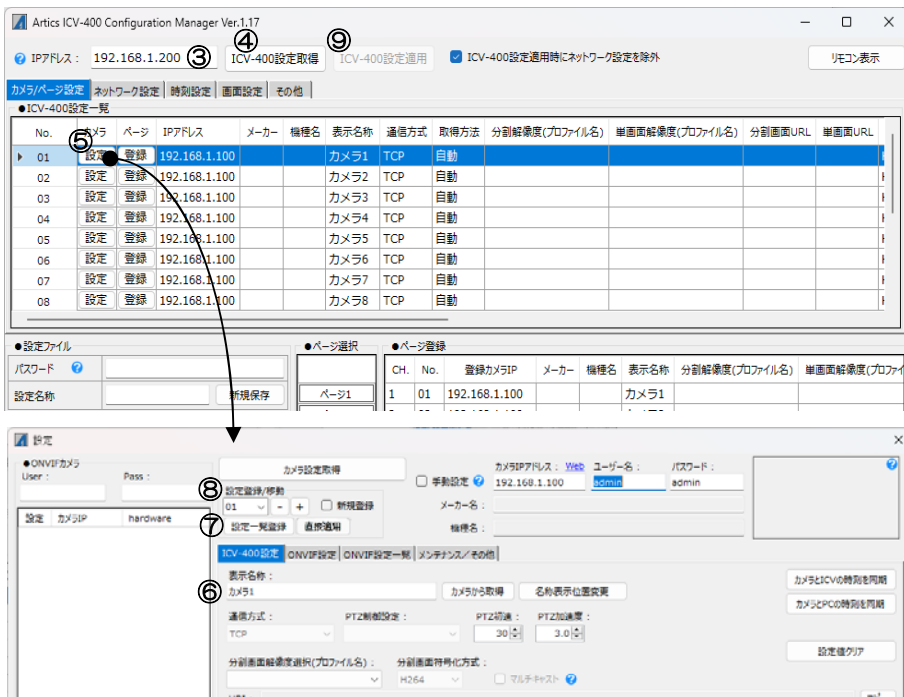 Artics ICV-400 Configuration Manager Ver.1.17
④ ⑨
IPアドレス： 192.168.1.200 ③ ICV-400設定取得 ICV-400設定適用 ICV-400設定適用時にネットワーク設定を除外 リモコン表示
カメラ/ページ設定 ネットワーク設定 時刻設定 画面設定 その他
●ICV-400設定一覧
No. カメラ ページ IPアドレス メーカー 機種名 表示名称 通信方式 取得方法 分割解像度(プロファイル名) 単画面解像度(プロファイル名) 分割画面URL 単画面URL
⑤
01 設定 登録 192.168.1.100 カメラ1 TCP 自動
02 設定 登録 192.168.1.100 カメラ2 TCP 自動
03 設定 登録 192.168.1.100 カメラ3 TCP 自動
04 設定 登録 192.168.1.100 カメラ4 TCP 自動
05 設定 登録 192.168.1.100 カメラ5 TCP 自動
06 設定 登録 192.168.1.100 カメラ6 TCP 自動
07 設定 登録 192.168.1.100 カメラ7 TCP 自動
08 設定 登録 192.168.1.100 カメラ8 TCP 自動
●設定ファイル ●ページ選択 ●ページ登録
パスワード CH. No. 登録カメラIP メーカー 機種名 表示名称 分割解像度(プロファイル名) 単画面解像度(プロファイ
設定名称 新規保存 ページ1 1 01 192.168.1.100 カメラ1
設定
●ONVIFカメラ
User： Pass：
カメラ設定取得
手動設定 カメラIPアドレス： Web ユーザー名： パスワード：
192.168.1.100 admin admin
⑧ 設定登録/移動
01 - + 新規登録 メーカー名：
設定 カメラIP hardware
⑦ 設定一覧登録 直接適用 機種名：
ICV-400設定 ONVIF設定 ONVIF設定一覧 メンテナンス/その他
表示名称：
⑥ カメラ1 カメラから取得 名称表示位置変更
カメラとICVの時刻を同期
カメラとPCの時刻を同期
通信方式： PTZ制御設定： PTZ初速： PTZ加速度：
TCP 30 3.0
設定値クリア
分割画面解像度選択(プロファイル名)： 分割画面符号化方式：
H264 マルチキャスト